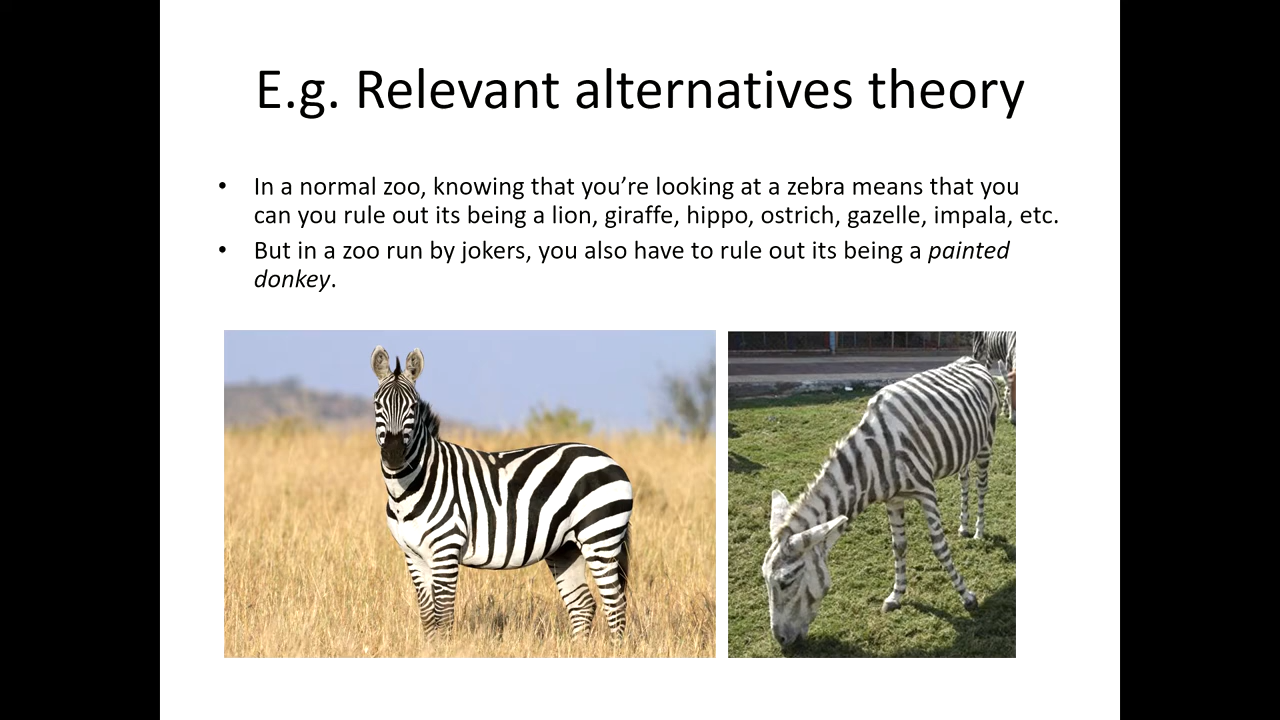 E.g. Relevant alternatives theory
• In a normal zoo, knowing that you’re looking at a zebra means that you
can you rule out its being a lion, giraffe, hippo, ostrich, gazelle, impala, etc.
• But in a zoo run by jokers, you also have to rule out its being a painted
donkey.